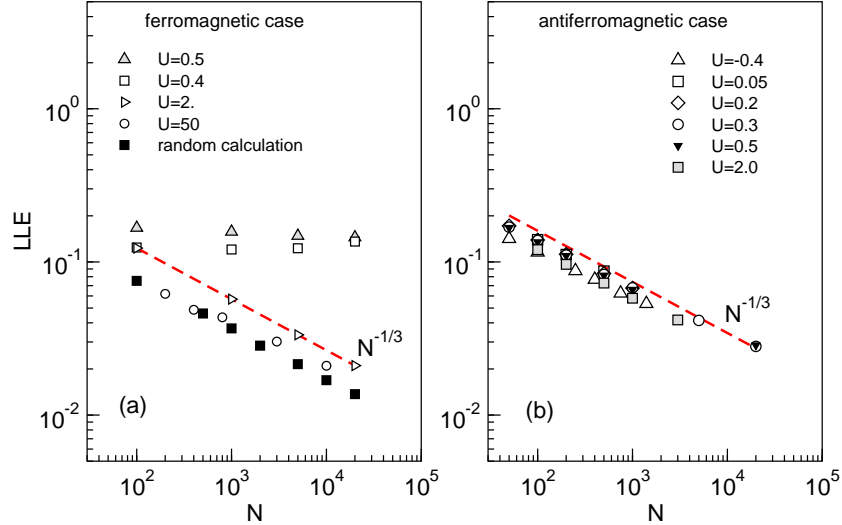 ferromagnetic case
U=0.5
U=0.4
U=2.
U=50
random calculation
LLE
10^0
10^-1
10^-2
N^-1/3
(a)
10^2
10^3
10^4
10^5
N
antiferromagnetic case
U=-0.4
U=0.05
U=0.2
U=0.3
U=0.5
U=2.0
10^0
10^-1
10^-2
N^-1/3
(b)
10^2
10^3
10^4
10^5
N